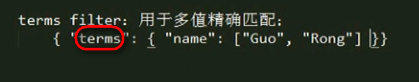 terms filter: 用于多值精确匹配;
{ "terms": { "name": ["Guo", "Rong"] }}